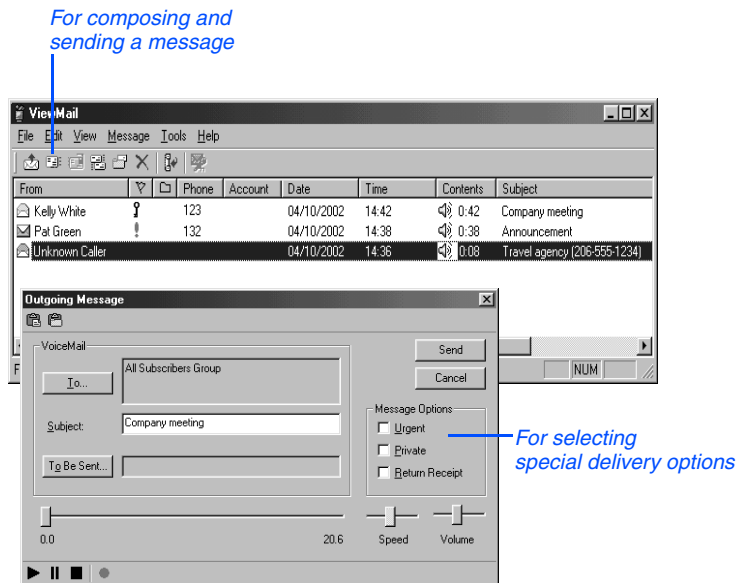 For composing and
sending a message
ViewMail
File Edit View Message Tools Help
From Phone Account Date Time Contents Subject
Kelly White 123 04/10/2002 14:42 0:42 Company meeting
Pat Green 132 04/10/2002 14:38 0:38 Announcement
Unknown Caller 04/10/2002 14:36 0:08 Travel agency (206-555-1234)
Outgoing Message
VoiceMail
To... All Subscribers Group
Send
Cancel
NUM
Subject: Company meeting
To Be Sent...
Message Options
Urgent
Private
Return Receipt
For selecting
special delivery options
0.0 20.6 Speed Volume